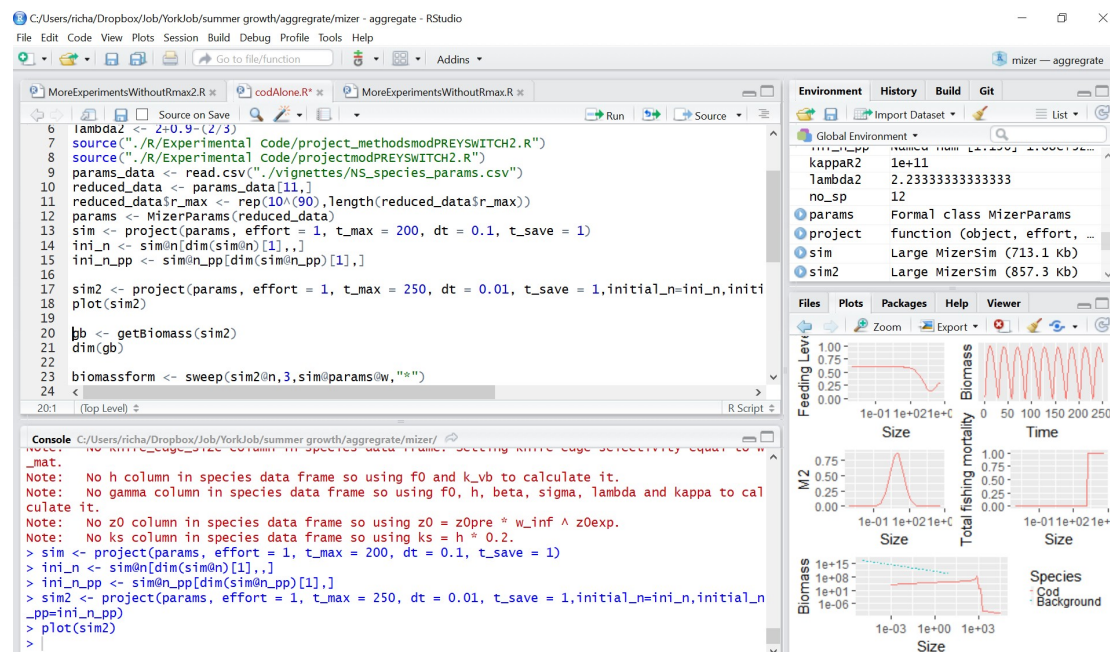 C:/Users/richa/Dropbox/Job/YorkJob/summer growth/aggregrate/mizer - aggregate - RStudio
File Edit Code View Plots Session Build Debug Profile Tools Help
Go to file/function
Addins
mizer — aggregate
MoreExperimentsWithoutRmax2.R
codAlone.R*
MoreExperimentsWithoutRmax.R
Source on Save
Run
Source
6 lambda2 <- 2+0.9-(2/3)
7 source("./R/Experimental Code/project_methodsmodPREYSWITCH2.R")
8 source("./R/Experimental Code/projectmodPREYSWITCH2.R")
9 params_data <- read.csv("./vignettes/NS_species_params.csv")
10 reduced_data <- params_data[11,]
11 reduced_data$r_max <- rep(10^(90),length(reduced_data$r_max))
12 params <- MizerParams(reduced_data)
13 sim <- project(params, effort = 1, t_max = 200, dt = 0.1, t_save = 1)
14 ini_n <- sim@n[dim(sim@n)[1],,]
15 ini_n_pp <- sim@n_pp[dim(sim@n_pp)[1],]
16
17 sim2 <- project(params, effort = 1, t_max = 250, dt = 0.01, t_save = 1,initial_n=ini_n,initi
18 plot(sim2)
19
20 gb <- getBiomass(sim2)
21 dim(gb)
22
23 biomassform <- sweep(sim2@n,3,sim@params@w,"*")
24
20:1 (Top Level) R Script
Console C:/Users/richa/Dropbox/Job/YorkJob/summer growth/aggregrate/mizer/
_mat.
Note: No h column in species data frame so using f0 and k_vb to calculate it.
Note: No gamma column in species data frame so using f0, h, beta, sigma, lambda and kappa to cal
culate it.
Note: No z0 column in species data frame so using z0 = z0pre * w_inf ^ z0exp.
Note: No ks column in species data frame so using ks = h * 0.2.
> sim <- project(params, effort = 1, t_max = 200, dt = 0.1, t_save = 1)
> ini_n <- sim@n[dim(sim@n)[1],,]
> ini_n_pp <- sim@n_pp[dim(sim@n_pp)[1],]
> sim2 <- project(params, effort = 1, t_max = 250, dt = 0.01, t_save = 1,initial_n=ini_n,initial_n
_pp=ini_n_pp)
> plot(sim2)
>
Environment History Build Git
Import Dataset List
Global Environment
kappaR2 1e+11
lambda2 2.23333333333333
no_sp 12
params Formal class MizerParams
project function (object, effort, …
sim Large MizerSim (713.1 Kb)
sim2 Large MizerSim (857.3 Kb)
Files Plots Packages Help Viewer
Zoom Export
Feeding Leve
1.00
0.75
0.50
0.25
0.00
1e-01 1e+021e+(
Size
Biomass
0 50 100 150 200 250
Time
M2
0.75
0.50
0.25
0.00
1e-01 1e+021e+(
Size
Total fishing mortality
1.00
0.75
0.50
0.25
0.00
1e-01 1e+021e+
Size
Biomass
1e+15
1e+08
1e+01
1e-06
1e-03 1e+00 1e+03
Size
Species
Cod
Background